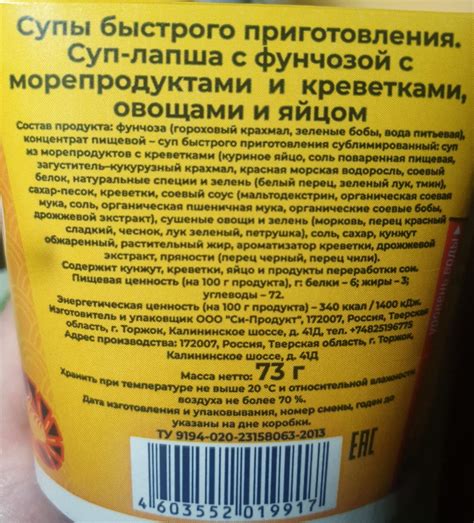 Супы быстрого приготовления.
Суп-лапша с фунчозой с
морепродуктами и креветками,
овощами и яйцом
Состав продукта: фунчоза (гороховый крахмал, зеленые бобы, вода питьевая),
концентрат пищевой – суп быстрого приготовления сублимированный: суп
из морепродуктов с креветками (куриное яйцо, соль поваренная пищевая,
загуститель–кукурузный крахмал, красная морская водоросль, соевый
белок, натуральные специи и зелень (белый перец, зеленый лук, тмин),
сахар-песок, креветки, соевый соус (мальтодекстрин, органическая соевая
мука, соль, органическая пшеничная мука, органические соевые бобы,
дрожжевой экстракт), сушеные овощи и зелень (морковь, перец красный
сладкий, чеснок, лук зеленый, петрушка), соль, сахар, кунжут
обжаренный, растительный жир, ароматизатор креветки, дрожжевой
экстракт, пряности (перец черный, перец чили).
Содержит кунжут, креветки, яйцо и продукты переработки сои.
Пищевая ценность (на 100 г продукта), г: белки – 6; жиры – 3;
углеводы – 72.
Энергетическая ценность (на 100 г продукта) – 340 ккал / 1400 кДж.
Изготовитель и упаковщик ООО "Си-Продукт", 172007, Россия, Тверская
область, г. Торжок, Калининское шоссе, д. 41Д, тел. +74825196775
Адрес производства: 172007, Россия, Тверская область, г. Торжок,
Калининское шоссе, д. 41Д
Масса нетто: 73 г
Хранить при температуре не выше 20 °С и относительной влажности
воздуха не более 70 %.
Дата изготовления и упаковывания, номер смены, годен до
указаны на дне коробки.
ТУ 9194-020-23158063-2013
ЕАС
4 603552 019917
уровень воды